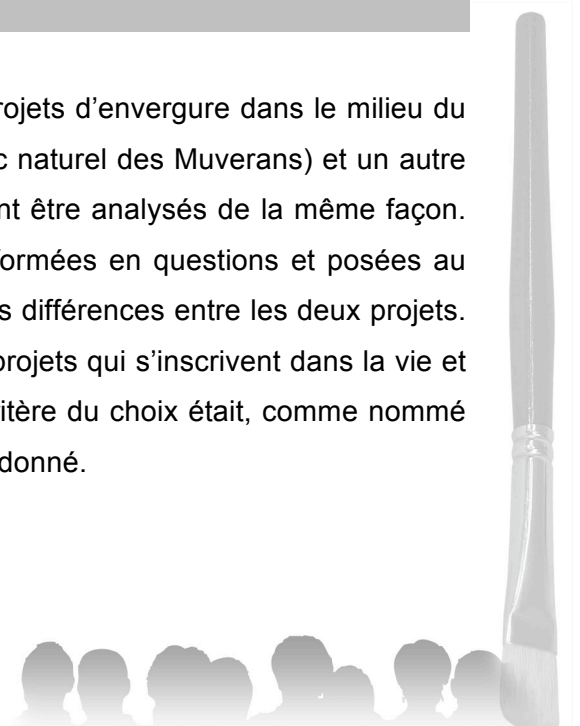 rojets d’envergure dans le milieu du
c naturel des Muverans) et un autre
nt être analysés de la même façon.
formées en questions et posées au
s différences entre les deux projets.
projets qui s’inscrivent dans la vie et
ritère du choix était, comme nommé
donné.